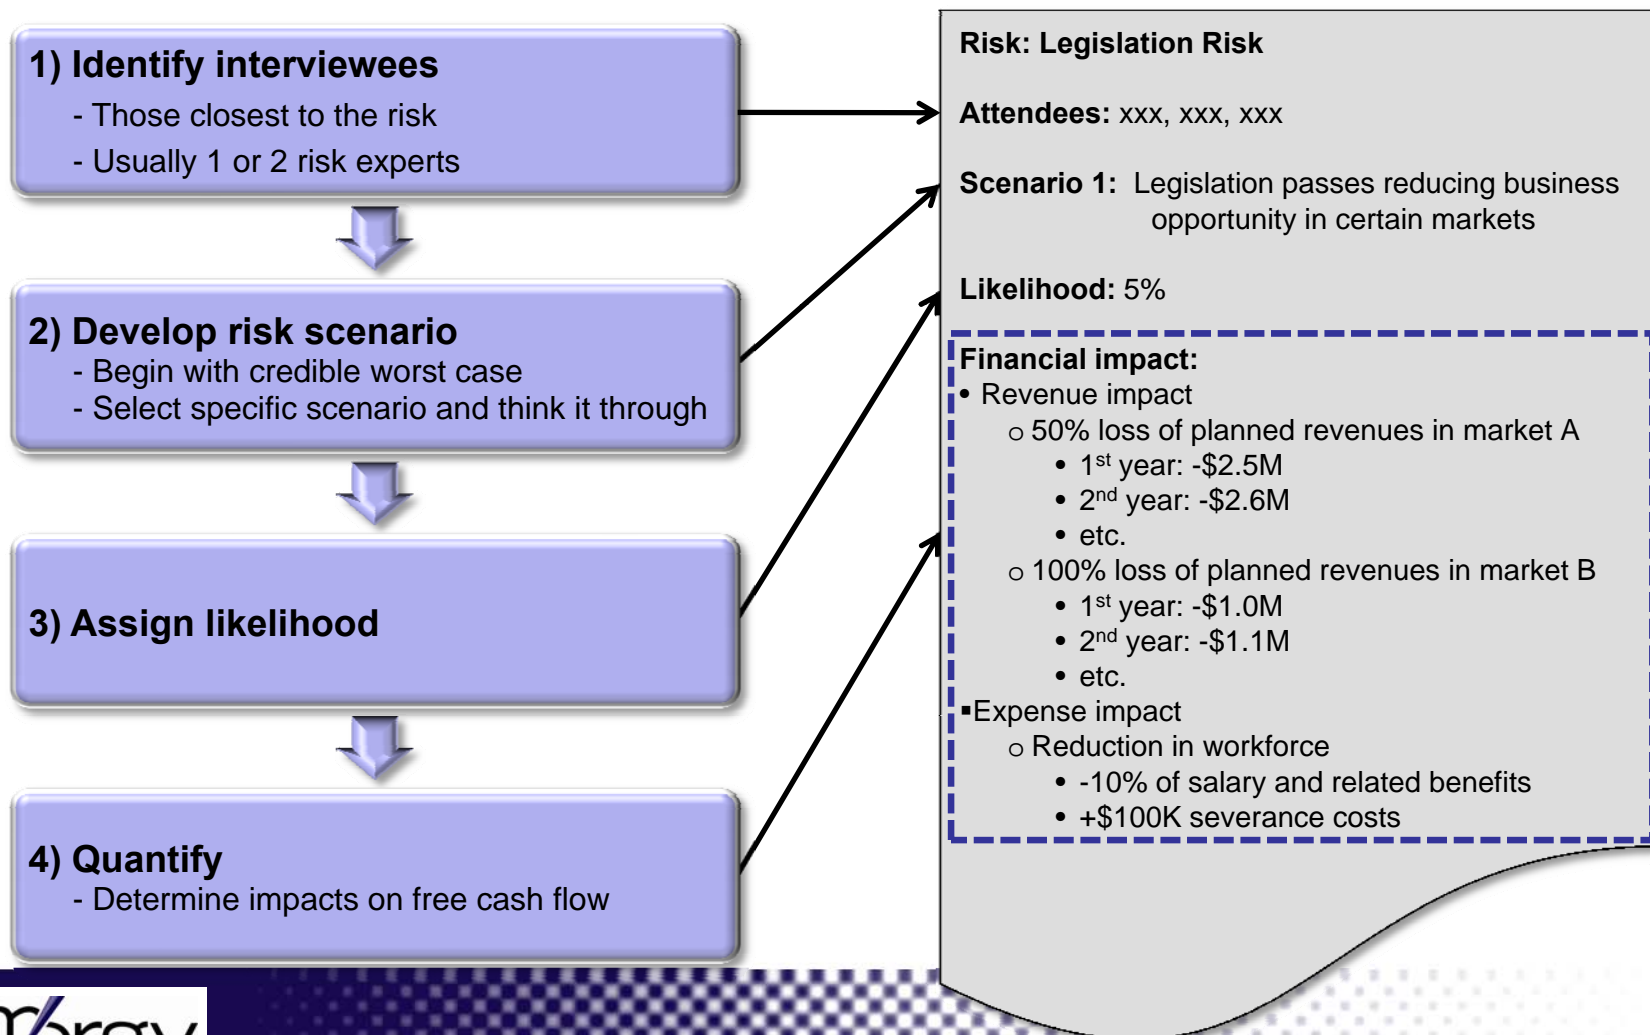 1) Identify interviewees
- Those closest to the risk
- Usually 1 or 2 risk experts
2) Develop risk scenario
- Begin with credible worst case
- Select specific scenario and think it through
3) Assign likelihood
4) Quantify
- Determine impacts on free cash flow
Risk: Legislation Risk
Attendees: xxx, xxx, xxx
Scenario 1: Legislation passes reducing business
opportunity in certain markets
Likelihood: 5%
Financial impact:
• Revenue impact
o 50% loss of planned revenues in market A
• 1st year: -$2.5M
• 2nd year: -$2.6M
• etc.
o 100% loss of planned revenues in market B
• 1st year: -$1.0M
• 2nd year: -$1.1M
• etc.
▪Expense impact
o Reduction in workforce
• -10% of salary and related benefits
• +$100K severance costs